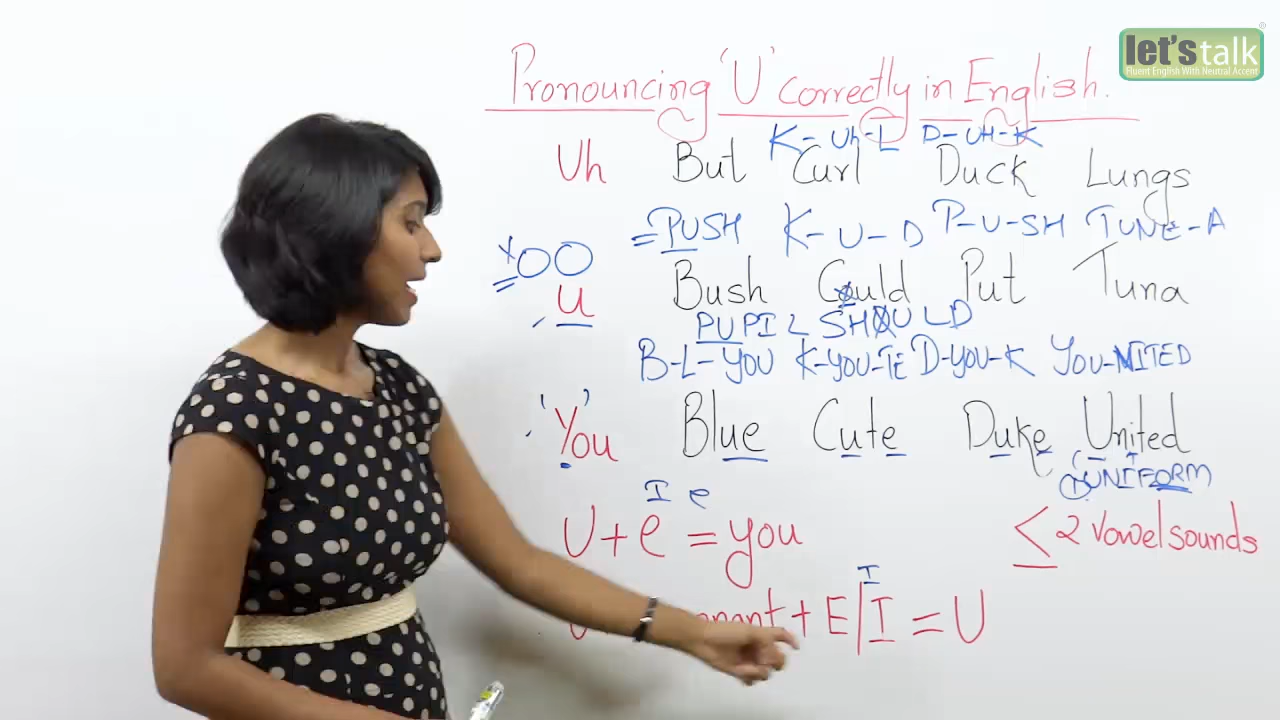 let's talk
Fluent English With Neutral Accent
Pronouncing 'U' correctly in English.
K-Uh-L D-UH-K
Uh But Curl Duck Lungs
=PUSH K-U-D P-U-SH TUNE-A
YOO
U Bush Could Put Tuna
PUPIL SHOULD
B-L-YOU K-YOU-TE D-YOU-K YOU-NITED
'You' Blue Cute Duke United
UNIFORM
I e
U+e = you < 2 vowel sounds
I
+ E|I = U